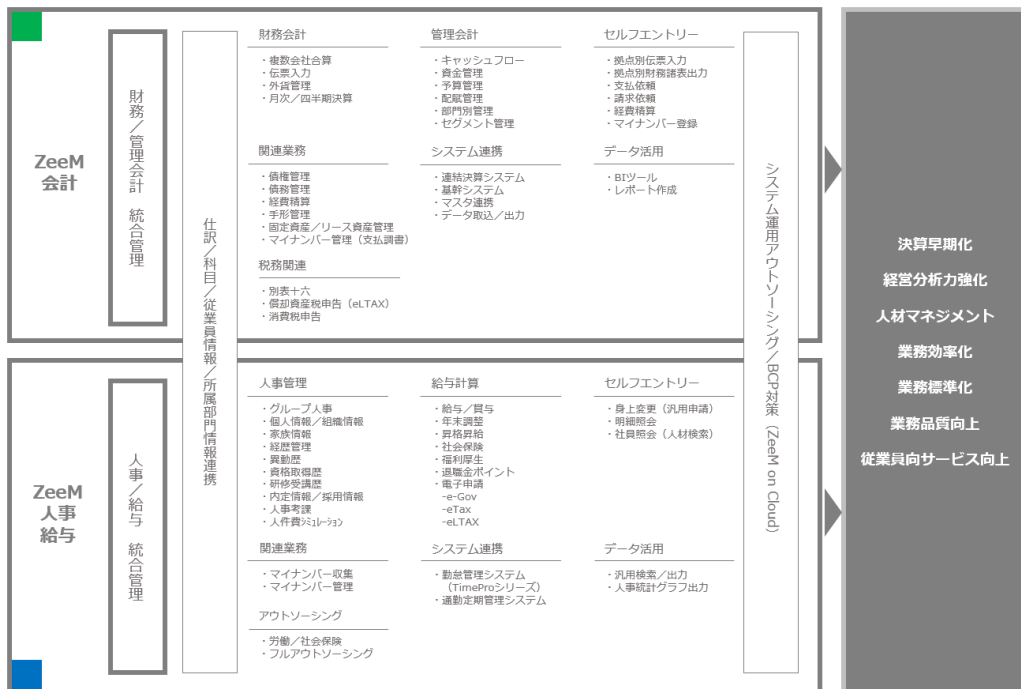 ZeeM
会計
財務／管理会計　統合管理
仕訳／科目／従業員情報／所属部門情報連携
財務会計
・複数会社合算
・伝票入力
・外貨管理
・月次／四半期決算
管理会計
・キャッシュフロー
・資金管理
・予算管理
・配賦管理
・部門別管理
・セグメント管理
セルフエントリー
・拠点別伝票入力
・拠点別財務諸表出力
・支払依頼
・請求依頼
・経費精算
・マイナンバー登録
関連業務
・債権管理
・債務管理
・経費精算
・手形管理
・固定資産／リース資産管理
・マイナンバー管理（支払調書）
システム連携
・連結決算システム
・基幹システム
・マスタ連携
・データ取込／出力
データ活用
・BIツール
・レポート作成
税務関連
・別表十六
・償却資産税申告（eLTAX）
・消費税申告
システム運用アウトソーシング／BCP対策（ZeeM on Cloud）
ZeeM
人事
給与
人事／給与　統合管理
人事管理
・グループ人事
・個人情報／組織情報
・家族情報
・経歴管理
・異動歴
・資格取得歴
・研修受講歴
・内定情報／採用情報
・人事考課
・人件費ｼﾐｭﾚｰｼｮﾝ
給与計算
・給与／賞与
・年末調整
・昇格昇給
・社会保険
・福利厚生
・退職金ポイント
・電子申請
-e-Gov
-eTax
-eLTAX
セルフエントリー
・身上変更（汎用申請）
・明細照会
・社員照会（人材検索）
関連業務
・マイナンバー収集
・マイナンバー管理
システム連携
・勤怠管理システム
（TimeProシリーズ）
・通勤定期管理システム
データ活用
・汎用検索／出力
・人事統計グラフ出力
アウトソーシング
・労働／社会保険
・フルアウトソーシング
決算早期化
経営分析力強化
人材マネジメント
業務効率化
業務標準化
業務品質向上
従業員向サービス向上